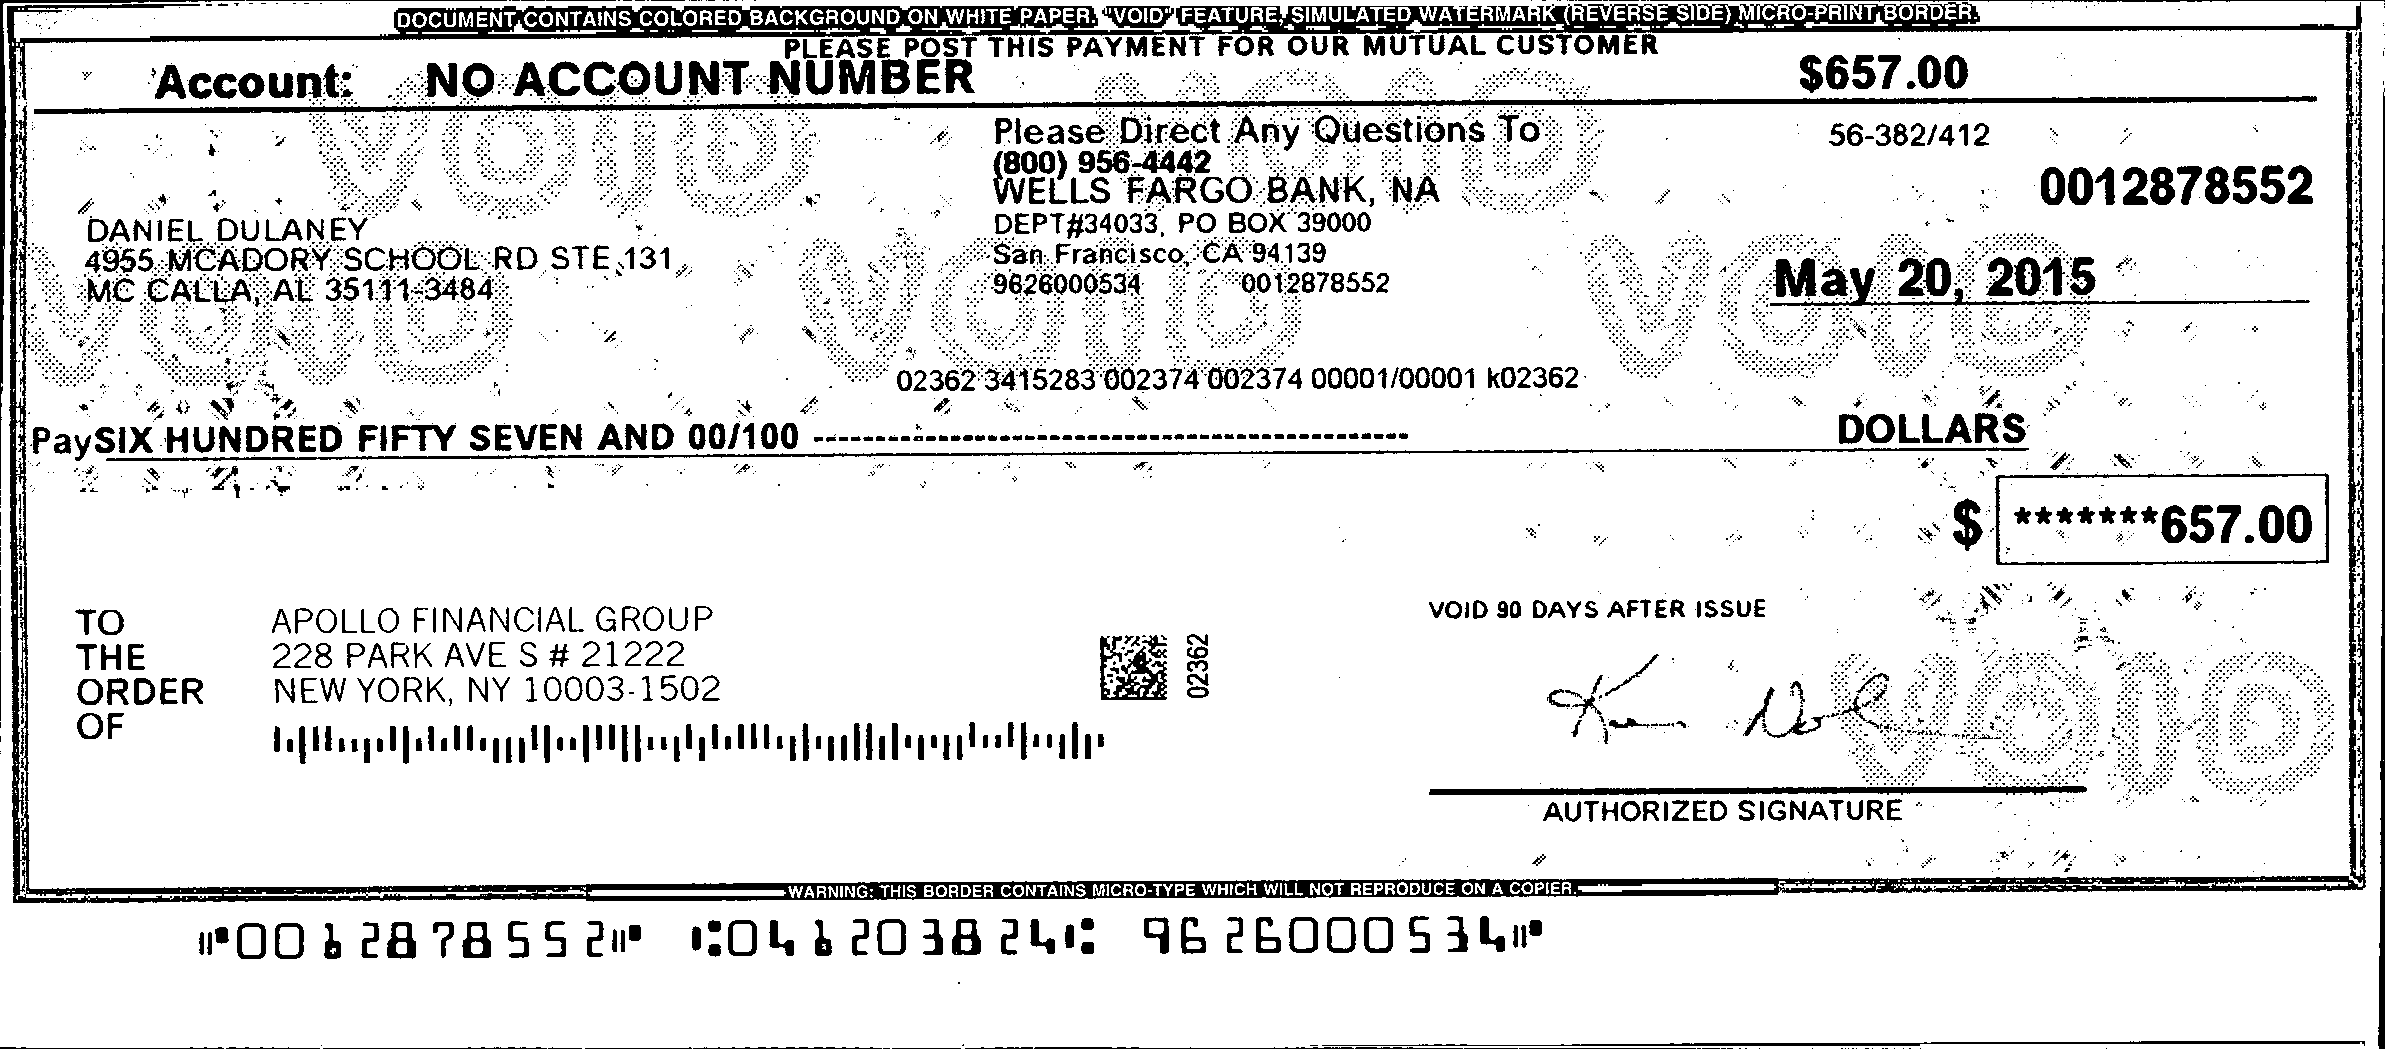 DOCUMENT CONTAINS COLORED BACKGROUND ON WHITE PAPER, "VOID" FEATURE, SIMULATED WATERMARK (REVERSE SIDE) MICRO-PRINT BORDER.
PLEASE POST THIS PAYMENT FOR OUR MUTUAL CUSTOMER
Account: NO ACCOUNT NUMBER $657.00
Please Direct Any Questions To
56-382/412
(800) 956-4442
WELLS FARGO BANK, NA
0012878552
DANIEL DULANEY
DEPT#34033, PO BOX 39000
4955 MCADORY SCHOOL RD STE 131
San Francisco, CA 94139
MC CALLA, AL 35111-3484
9626000534 0012878552
May 20, 2015
VOID VOID VOID VOID VOID
02362 3415283 002374 002374 00001/00001 k02362
PaySIX HUNDRED FIFTY SEVEN AND 00/100 ------------------------------------------------ DOLLARS
$ *******657.00
TO THE ORDER OF
APOLLO FINANCIAL GROUP
228 PARK AVE S # 21222
NEW YORK, NY 10003-1502
02362
VOID 90 DAYS AFTER ISSUE
VOID
AUTHORIZED SIGNATURE
WARNING: THIS BORDER CONTAINS MICRO-TYPE WHICH WILL NOT REPRODUCE ON A COPIER.
⑈0012878552⑈ ⑆041203824⑆ 9626000534⑈